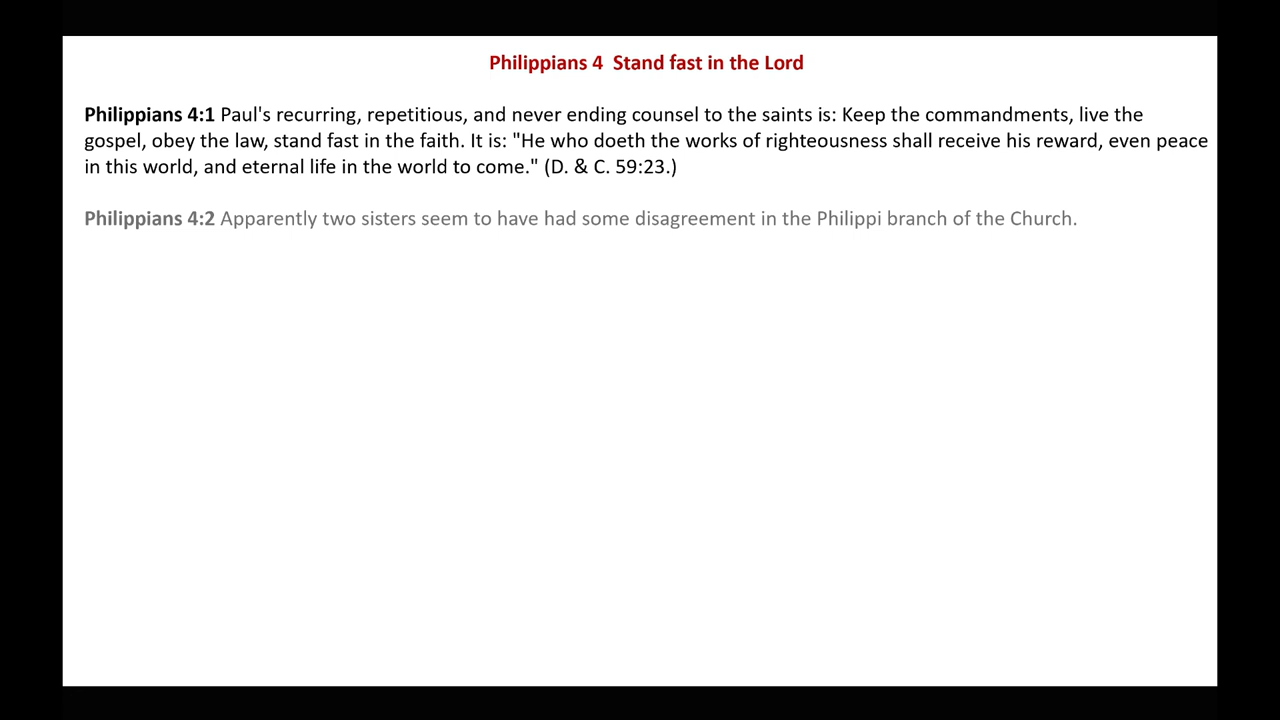 Philippians 4  Stand fast in the Lord
Philippians 4:1 Paul's recurring, repetitious, and never ending counsel to the saints is: Keep the commandments, live the
gospel, obey the law, stand fast in the faith. It is: "He who doeth the works of righteousness shall receive his reward, even peace
in this world, and eternal life in the world to come." (D. & C. 59:23.)
Philippians 4:2 Apparently two sisters seem to have had some disagreement in the Philippi branch of the Church.